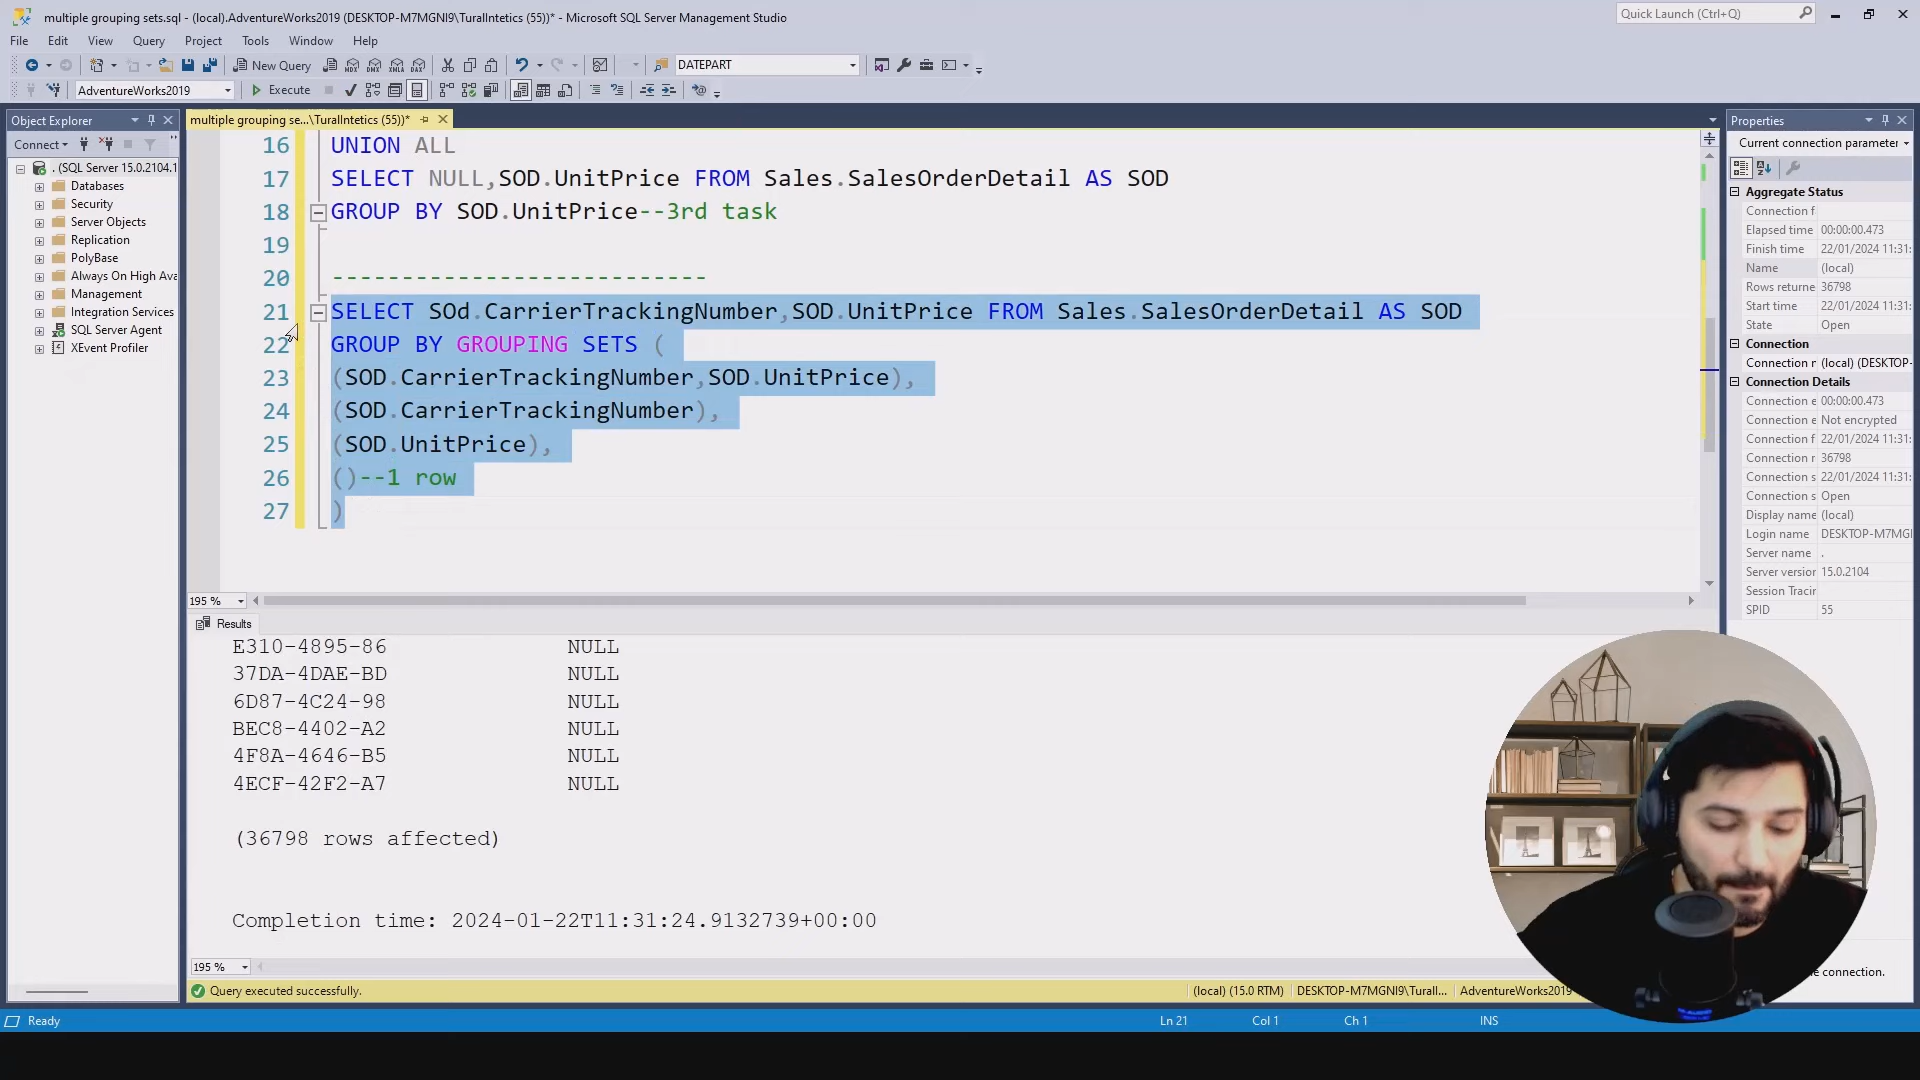 multiple grouping sets.sql - (local).AdventureWorks2019 (DESKTOP-M7MGNI9\TuralIntetics (55))* - Microsoft SQL Server Management Studio
Quick Launch (Ctrl+Q)
File Edit View Query Project Tools Window Help
New Query
DATEPART
AdventureWorks2019
Execute
Object Explorer
multiple grouping se...\TuralIntetics (55))*
Properties
Connect
. (SQL Server 15.0.2104.1
Databases
Security
Server Objects
Replication
PolyBase
Always On High Ava
Management
Integration Services
SQL Server Agent
XEvent Profiler
16 UNION ALL
17 SELECT NULL,SOD.UnitPrice FROM Sales.SalesOrderDetail AS SOD
18 GROUP BY SOD.UnitPrice--3rd task
19
20 ---------------------------
21 SELECT SOd.CarrierTrackingNumber,SOD.UnitPrice FROM Sales.SalesOrderDetail AS SOD
22 GROUP BY GROUPING SETS (
23 (SOD.CarrierTrackingNumber,SOD.UnitPrice),
24 (SOD.CarrierTrackingNumber),
25 (SOD.UnitPrice),
26 ()--1 row
27 )
195 %
Results
E310-4895-86 NULL
37DA-4DAE-BD NULL
6D87-4C24-98 NULL
BEC8-4402-A2 NULL
4F8A-4646-B5 NULL
4ECF-42F2-A7 NULL
(36798 rows affected)
Completion time: 2024-01-22T11:31:24.9132739+00:00
195 %
Query executed successfully.
(local) (15.0 RTM) DESKTOP-M7MGNI9\Turall... AdventureWorks2019
Ready
Ln 21 Col 1 Ch 1 INS
Current connection parameter
Aggregate Status
Connection f
Elapsed time 00:00:00.473
Finish time 22/01/2024 11:31:
Name (local)
Rows returne 36798
Start time 22/01/2024 11:31:
State Open
Connection
Connection n (local) (DESKTOP-
Connection Details
Connection e 00:00:00.473
Connection e Not encrypted
Connection f 22/01/2024 11:31:
Connection r 36798
Connection s 22/01/2024 11:31:
Connection s Open
Display name (local)
Login name DESKTOP-M7MGI
Server name .
Server version 15.0.2104
Session Tracin
SPID 55
e connection.